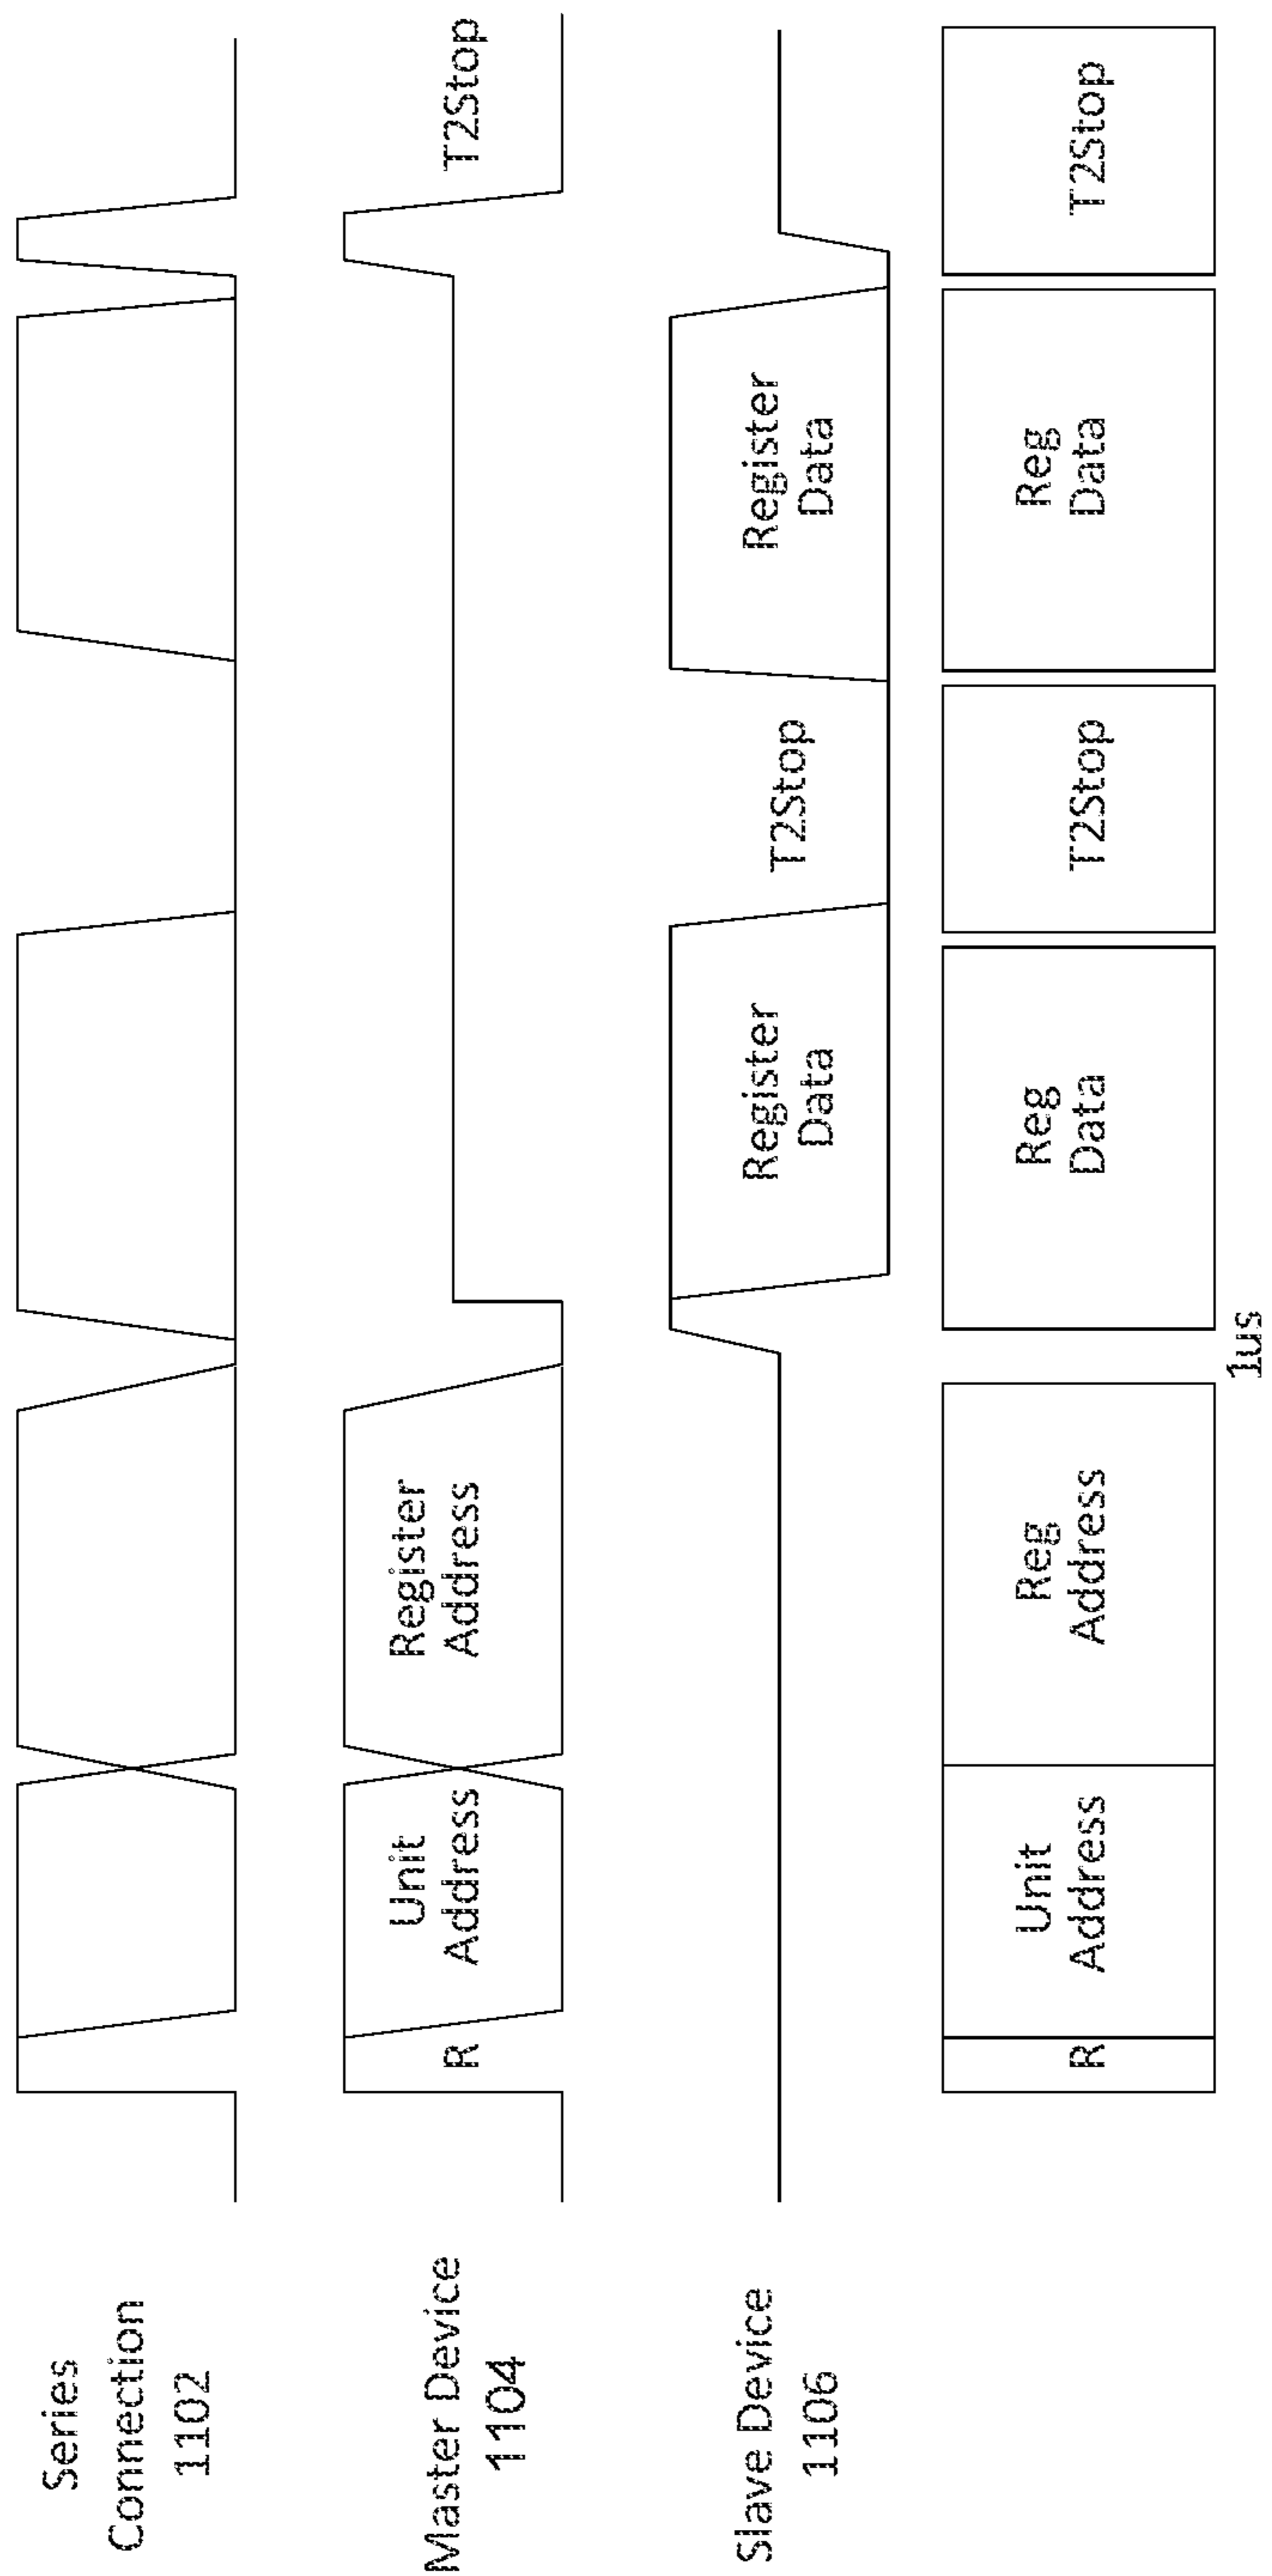 Series
Connection
1102
Master Device
1104
R
Unit
Address
Register
Address
T2Stop
Slave Device
1106
Register
Data
T2Stop
Register
Data
R
Unit
Address
Reg
Address
1us
Reg
Data
T2Stop
Reg
Data
T2Stop